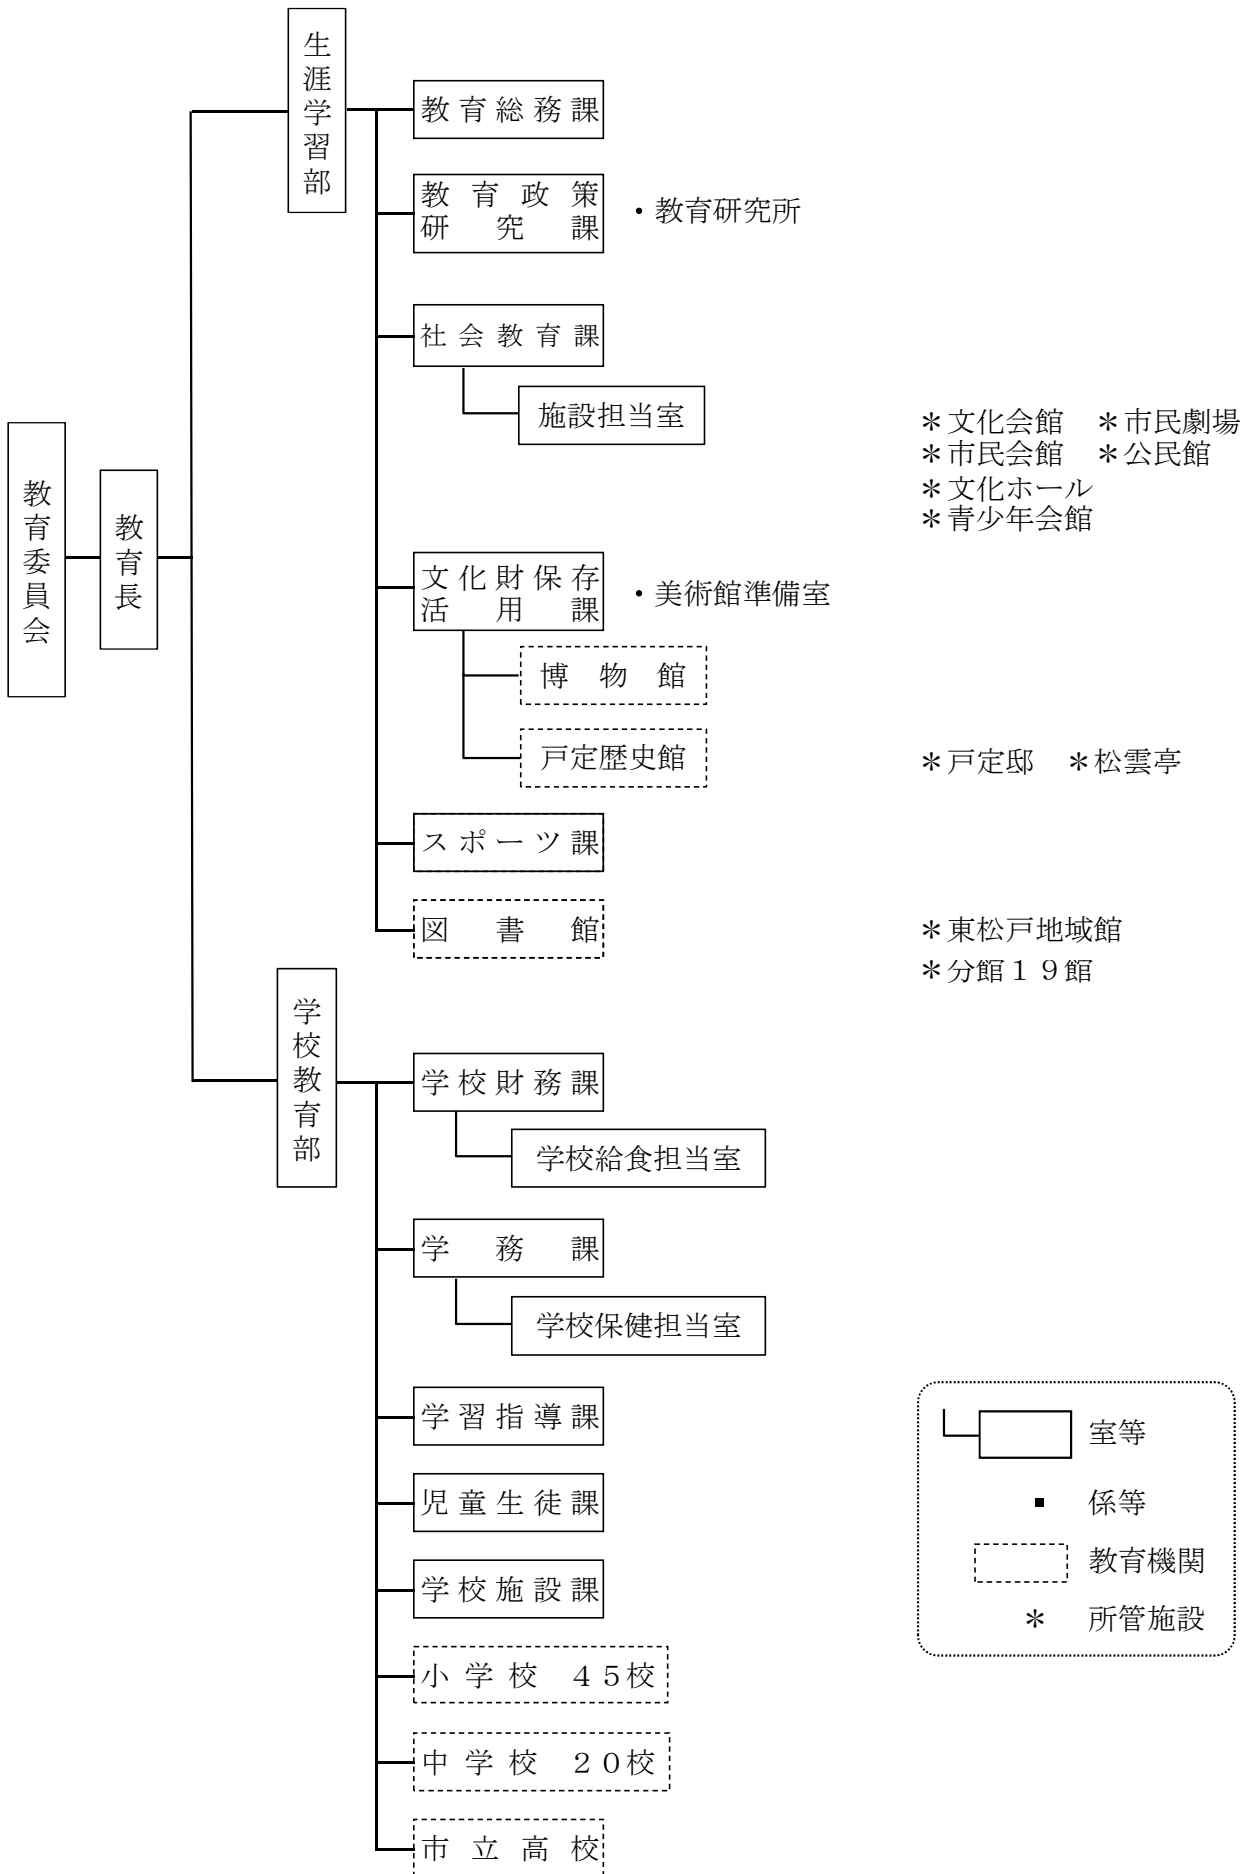 教育委員会
教育長
生涯学習部
教育総務課
教育政策
研究課
・教育研究所
社会教育課
施設担当室
＊文化会館　＊市民劇場
＊市民会館　＊公民館
＊文化ホール
＊青少年会館
文化財保存
活用課
・美術館準備室
博物館
戸定歴史館
＊戸定邸　＊松雲亭
スポーツ課
図書館
＊東松戸地域館
＊分館１９館
学校教育部
学校財務課
学校給食担当室
学務課
学校保健担当室
学習指導課
児童生徒課
学校施設課
小学校　４５校
中学校　２０校
市立高校
室等
▪　係等
教育機関
＊　所管施設